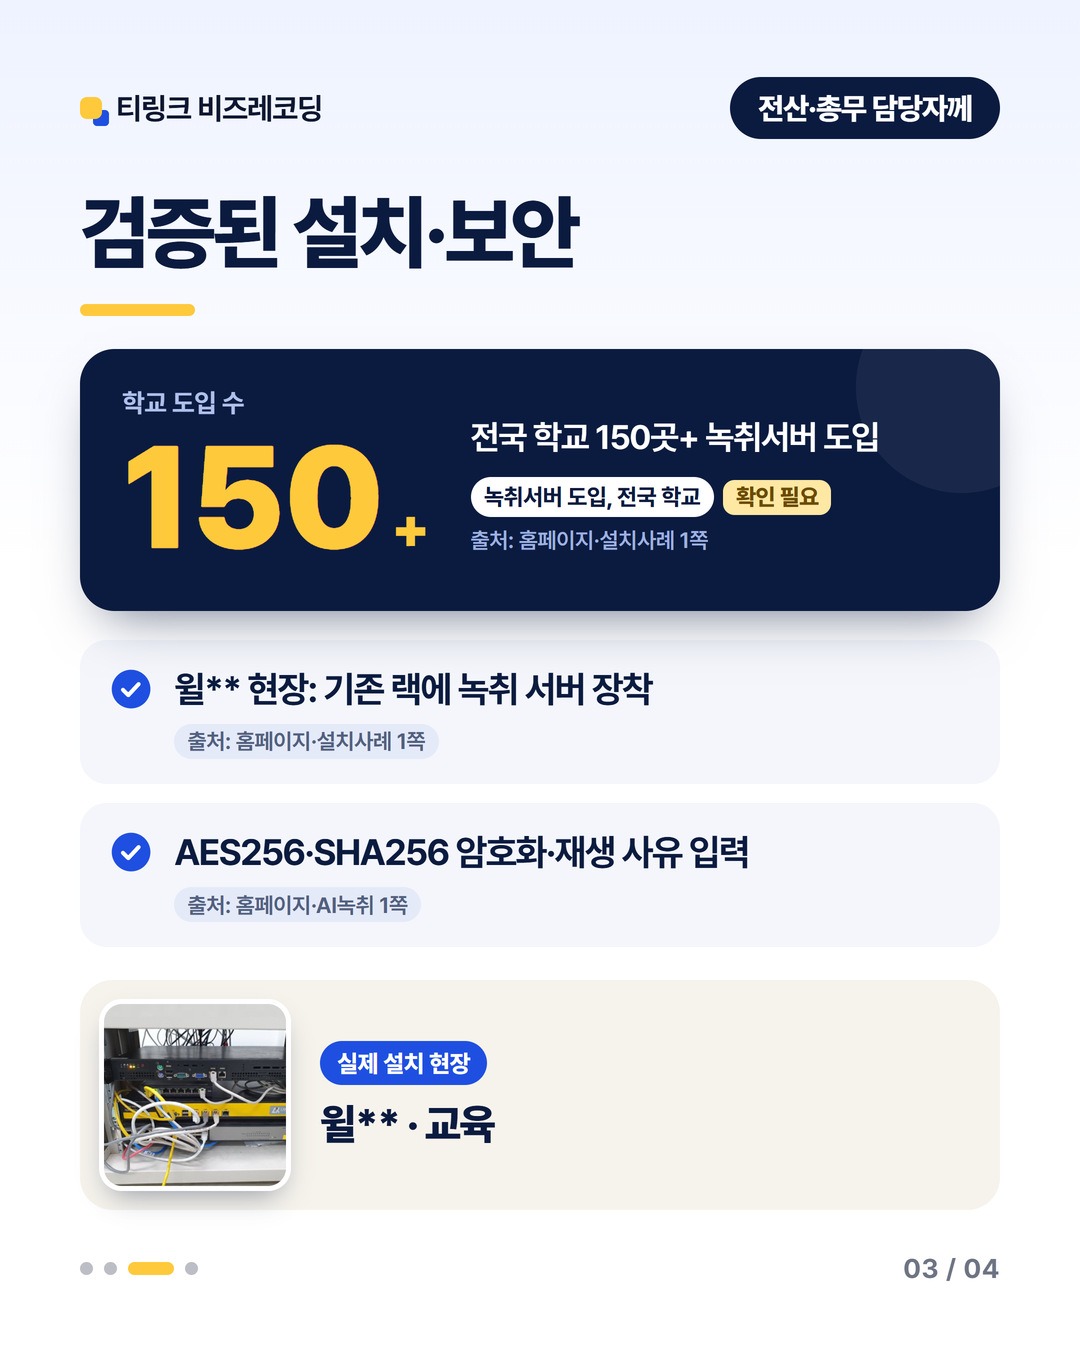 티링크 비즈레코딩
전산·총무 담당자께
검증된 설치·보안
학교 도입 수
150+
전국 학교 150곳+ 녹취서버 도입
녹취서버 도입, 전국 학교
확인 필요
출처: 홈페이지·설치사례 1쪽
윌** 현장: 기존 랙에 녹취 서버 장착
출처: 홈페이지·설치사례 1쪽
AES256·SHA256 암호화·재생 사유 입력
출처: 홈페이지·AI녹취 1쪽
실제 설치 현장
윌** · 교육
03 / 04